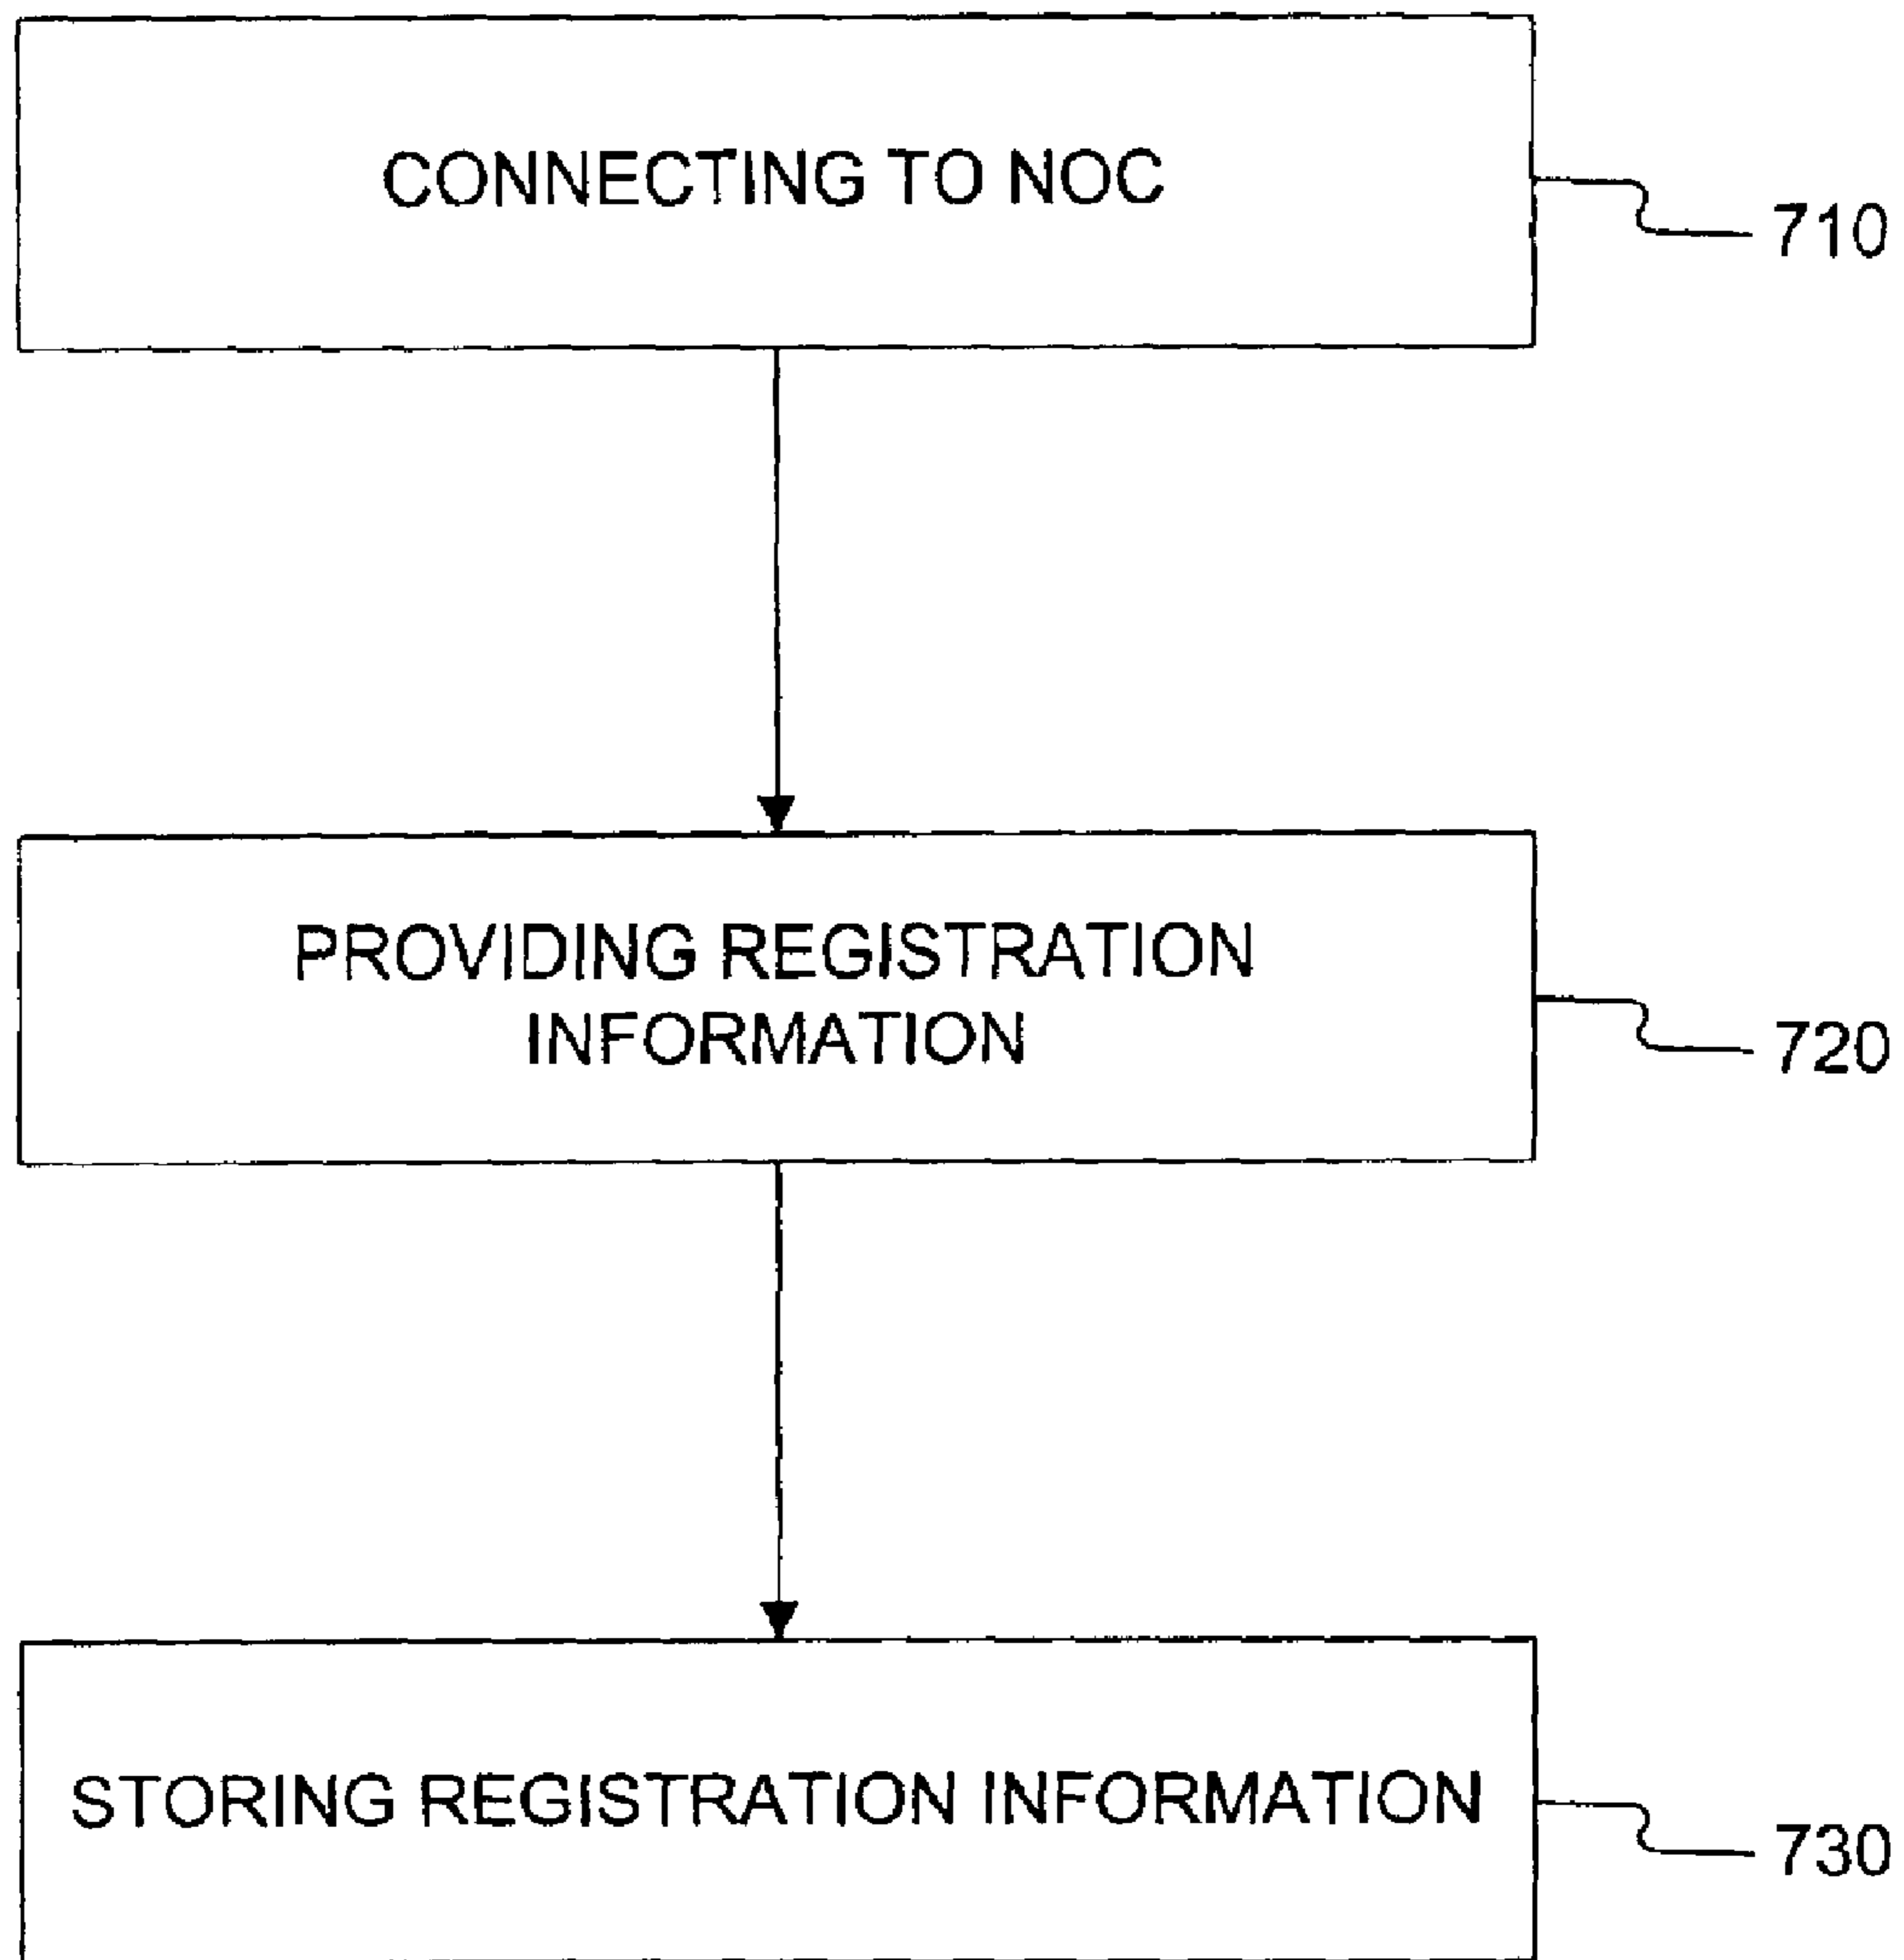 CONNECTING TO NOC
710
PROVIDING REGISTRATION
INFORMATION
720
STORING REGISTRATION INFORMATION
730